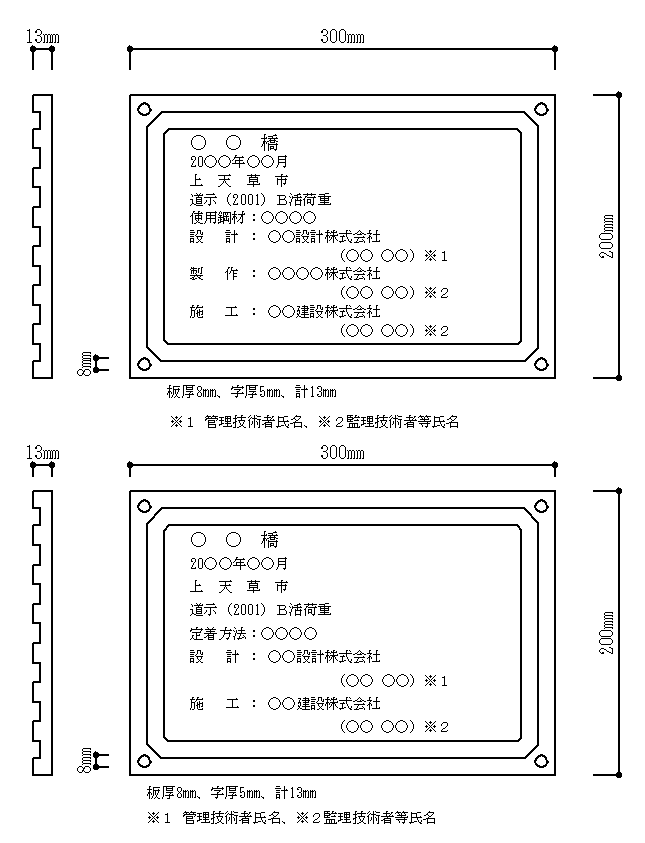 13mm
300mm
○ ○ 橋
20○○年○○月
上 天 草 市
道示（2001）Ｂ活荷重
使用鋼材：○○○○
設 計： ○○設計株式会社
（○○ ○○）※１
製 作： ○○○○株式会社
（○○ ○○）※２
施 工： ○○建設株式会社
（○○ ○○）※２
200mm
8mm
板厚8mm、字厚5mm、計13mm
※１ 管理技術者氏名、※２監理技術者等氏名
13mm
300mm
○ ○ 橋
20○○年○○月
上 天 草 市
道示（2001）Ｂ活荷重
定着方法：○○○○
設 計： ○○設計株式会社
（○○ ○○）※１
施 工： ○○建設株式会社
（○○ ○○）※２
200mm
8mm
板厚8mm、字厚5mm、計13mm
※１ 管理技術者氏名、※２監理技術者等氏名